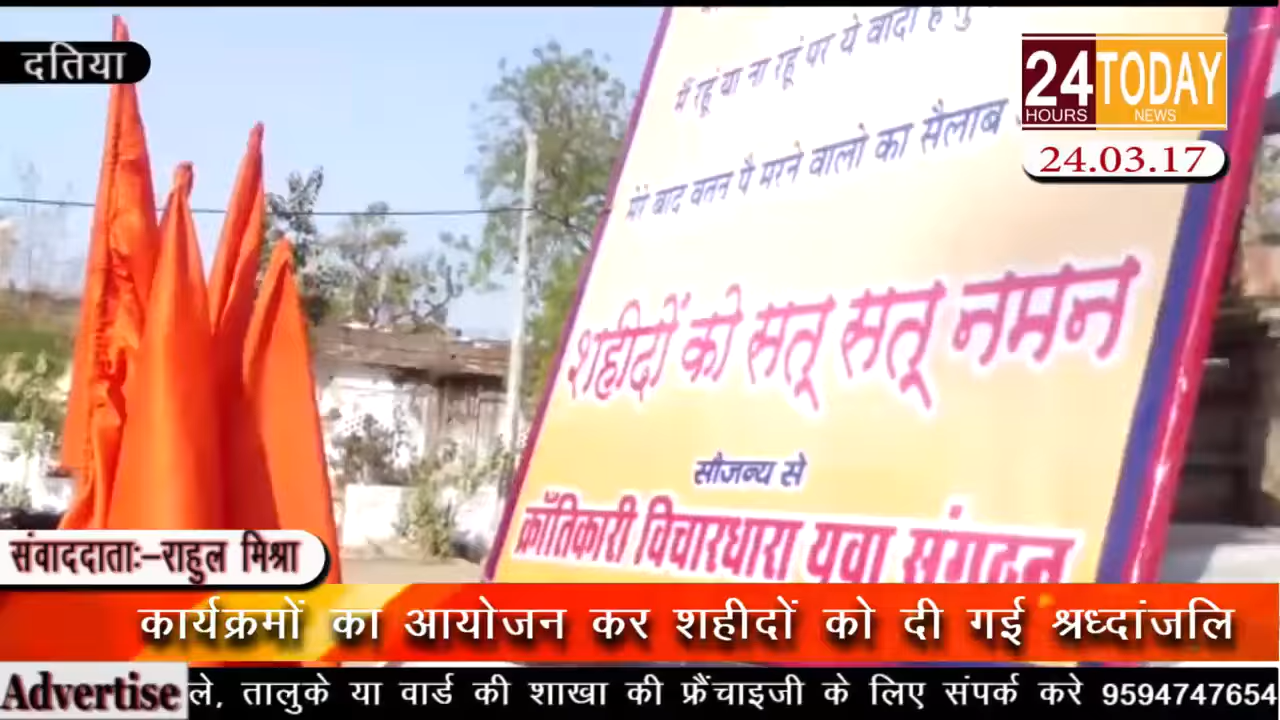 दतिया
24 TODAY
HOURS NEWS
24.03.17
मैं रहूं या ना रहूं पर ये वादा है
मेरे बाद वतन पै मरने वालो का सैलाब
शहीदों को सत् सत् नमन
सौजन्य से
क्रॉतिकारी विचारधारा युवा संगठन
संवाददाताः-राहुल मिश्रा
कार्यक्रमों का आयोजन कर शहीदों को दी गई श्रध्दांजलि
Advertise ले, तालुके या वार्ड की शाखा की फ्रैंचाइजी के लिए संपर्क करे 9594747654